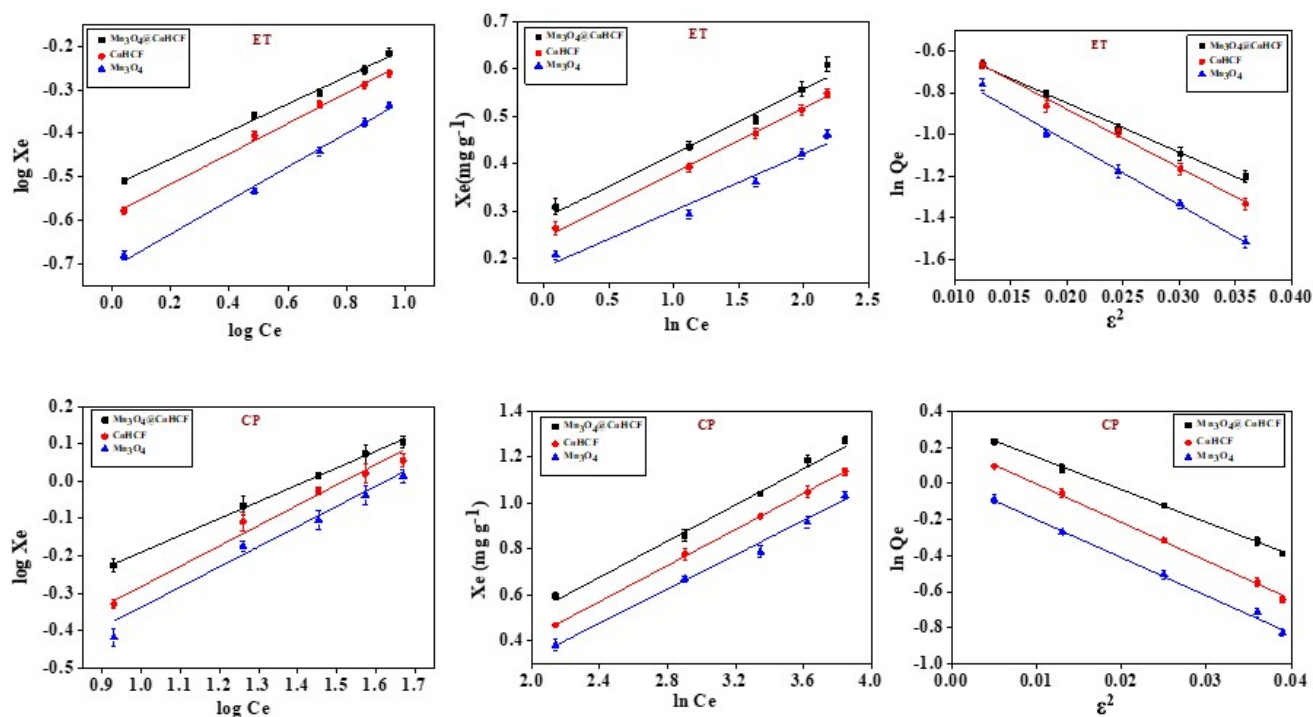 Mn₃O₄@CoHCF
CoHCF
Mn₃O₄
ET
-0.2
-0.3
-0.4
-0.5
-0.6
-0.7
log Xe
0.0 0.2 0.4 0.6 0.8 1.0
log Ce
Mn₃O₄@CoHCF
CoHCF
Mn₃O₄
ET
0.7
0.6
0.5
0.4
0.3
0.2
Xe(mg g⁻¹)
0.0 0.5 1.0 1.5 2.0 2.5
ln Ce
Mn₃O₄@CoHCF
CoHCF
Mn₃O₄
ET
-0.6
-0.8
-1.0
-1.2
-1.4
-1.6
ln Qe
0.010 0.015 0.020 0.025 0.030 0.035 0.040
ε²
Mn₃O₄@CoHCF
CoHCF
Mn₃O₄
CP
0.2
0.1
0.0
-0.1
-0.2
-0.3
-0.4
-0.5
log Xe
0.9 1.0 1.1 1.2 1.3 1.4 1.5 1.6 1.7
log Ce
Mn₃O₄@CoHCF
CoHCF
Mn₃O₄
CP
1.4
1.2
1.0
0.8
0.6
0.4
Xe (mg g⁻¹)
2.0 2.4 2.8 3.2 3.6 4.0
ln Ce
Mn₃O₄@CoHCF
CoHCF
Mn₃O₄
CP
0.4
0.2
0.0
-0.2
-0.4
-0.6
-0.8
-1.0
ln Qe
0.00 0.01 0.02 0.03 0.04
ε²